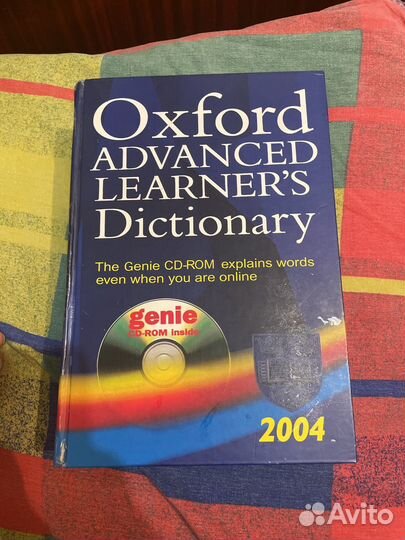 Oxford
ADVANCED
LEARNER'S
Dictionary
The Genie CD-ROM explains words
even when you are online
genie
CD-ROM inside
2004
Avito